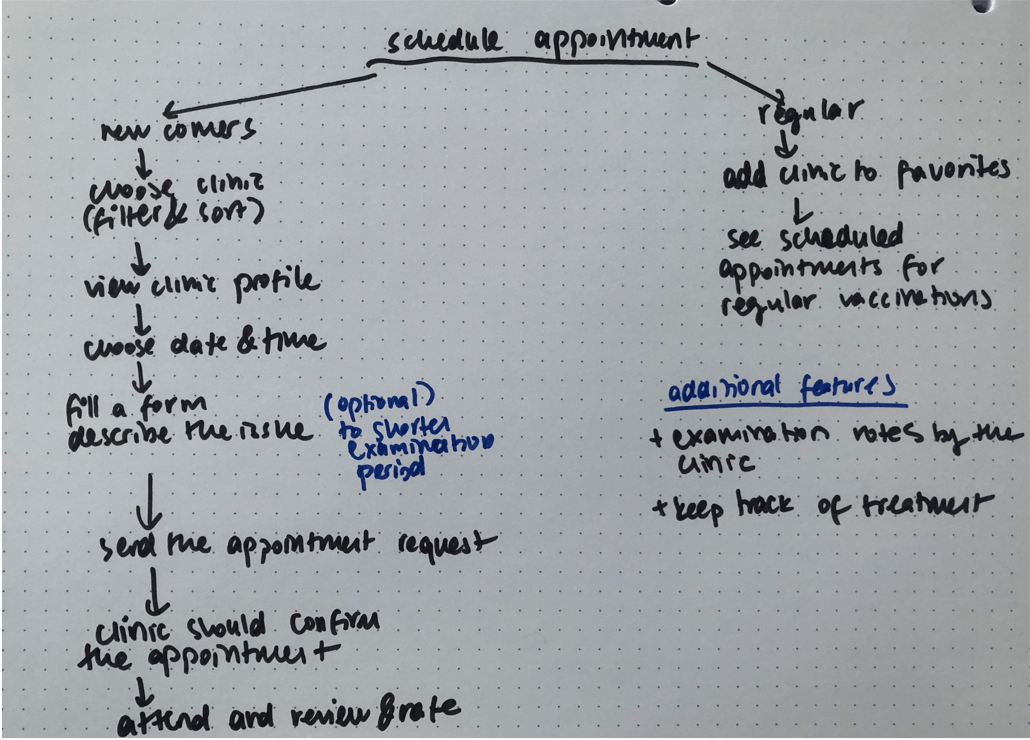 schedule appointment
new comers
choose clinic
(filter & sort)
view clinic profile
choose date & time
fill a form
describe the issue
(optional)
to shorten
examination
period
send the appointment request
clinic should confirm
the appointment
attend and review & rate
regular
add clinic to favorites
see scheduled
appointments for
regular vaccinations
additional features
+ examination notes by the
clinic
+ keep track of treatment